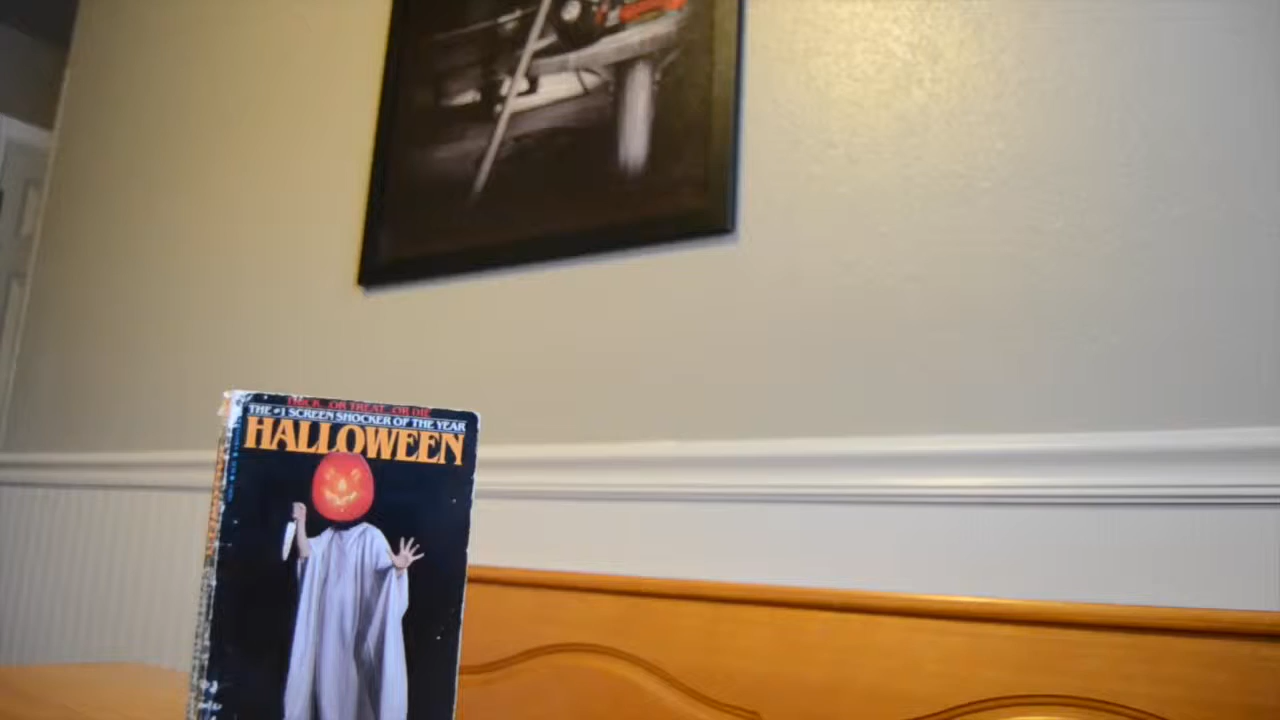 TRICK OR TREAT OR DIE
THE #1 SCREEN SHOCKER OF THE YEAR
HALLOWEEN